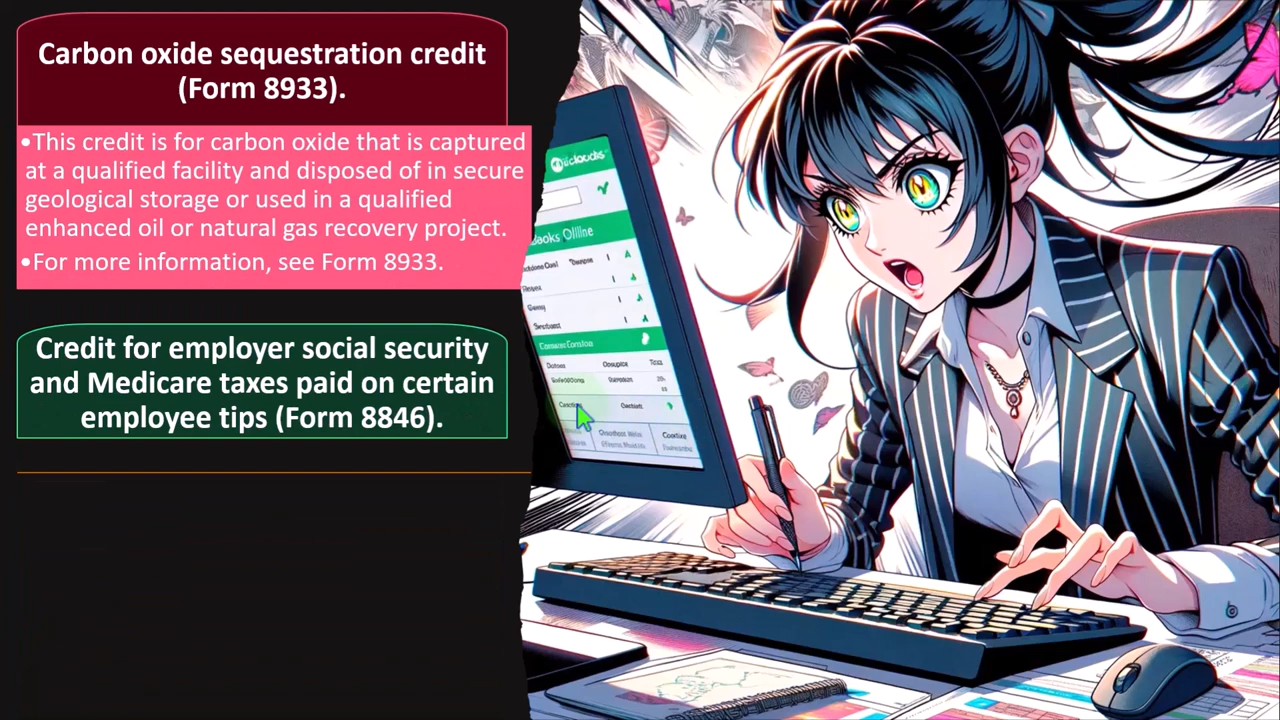 Carbon oxide sequestration credit
(Form 8933).
•This credit is for carbon oxide that is captured
at a qualified facility and disposed of in secure
geological storage or used in a qualified
enhanced oil or natural gas recovery project.
•For more information, see Form 8933.
Credit for employer social security
and Medicare taxes paid on certain
employee tips (Form 8846).